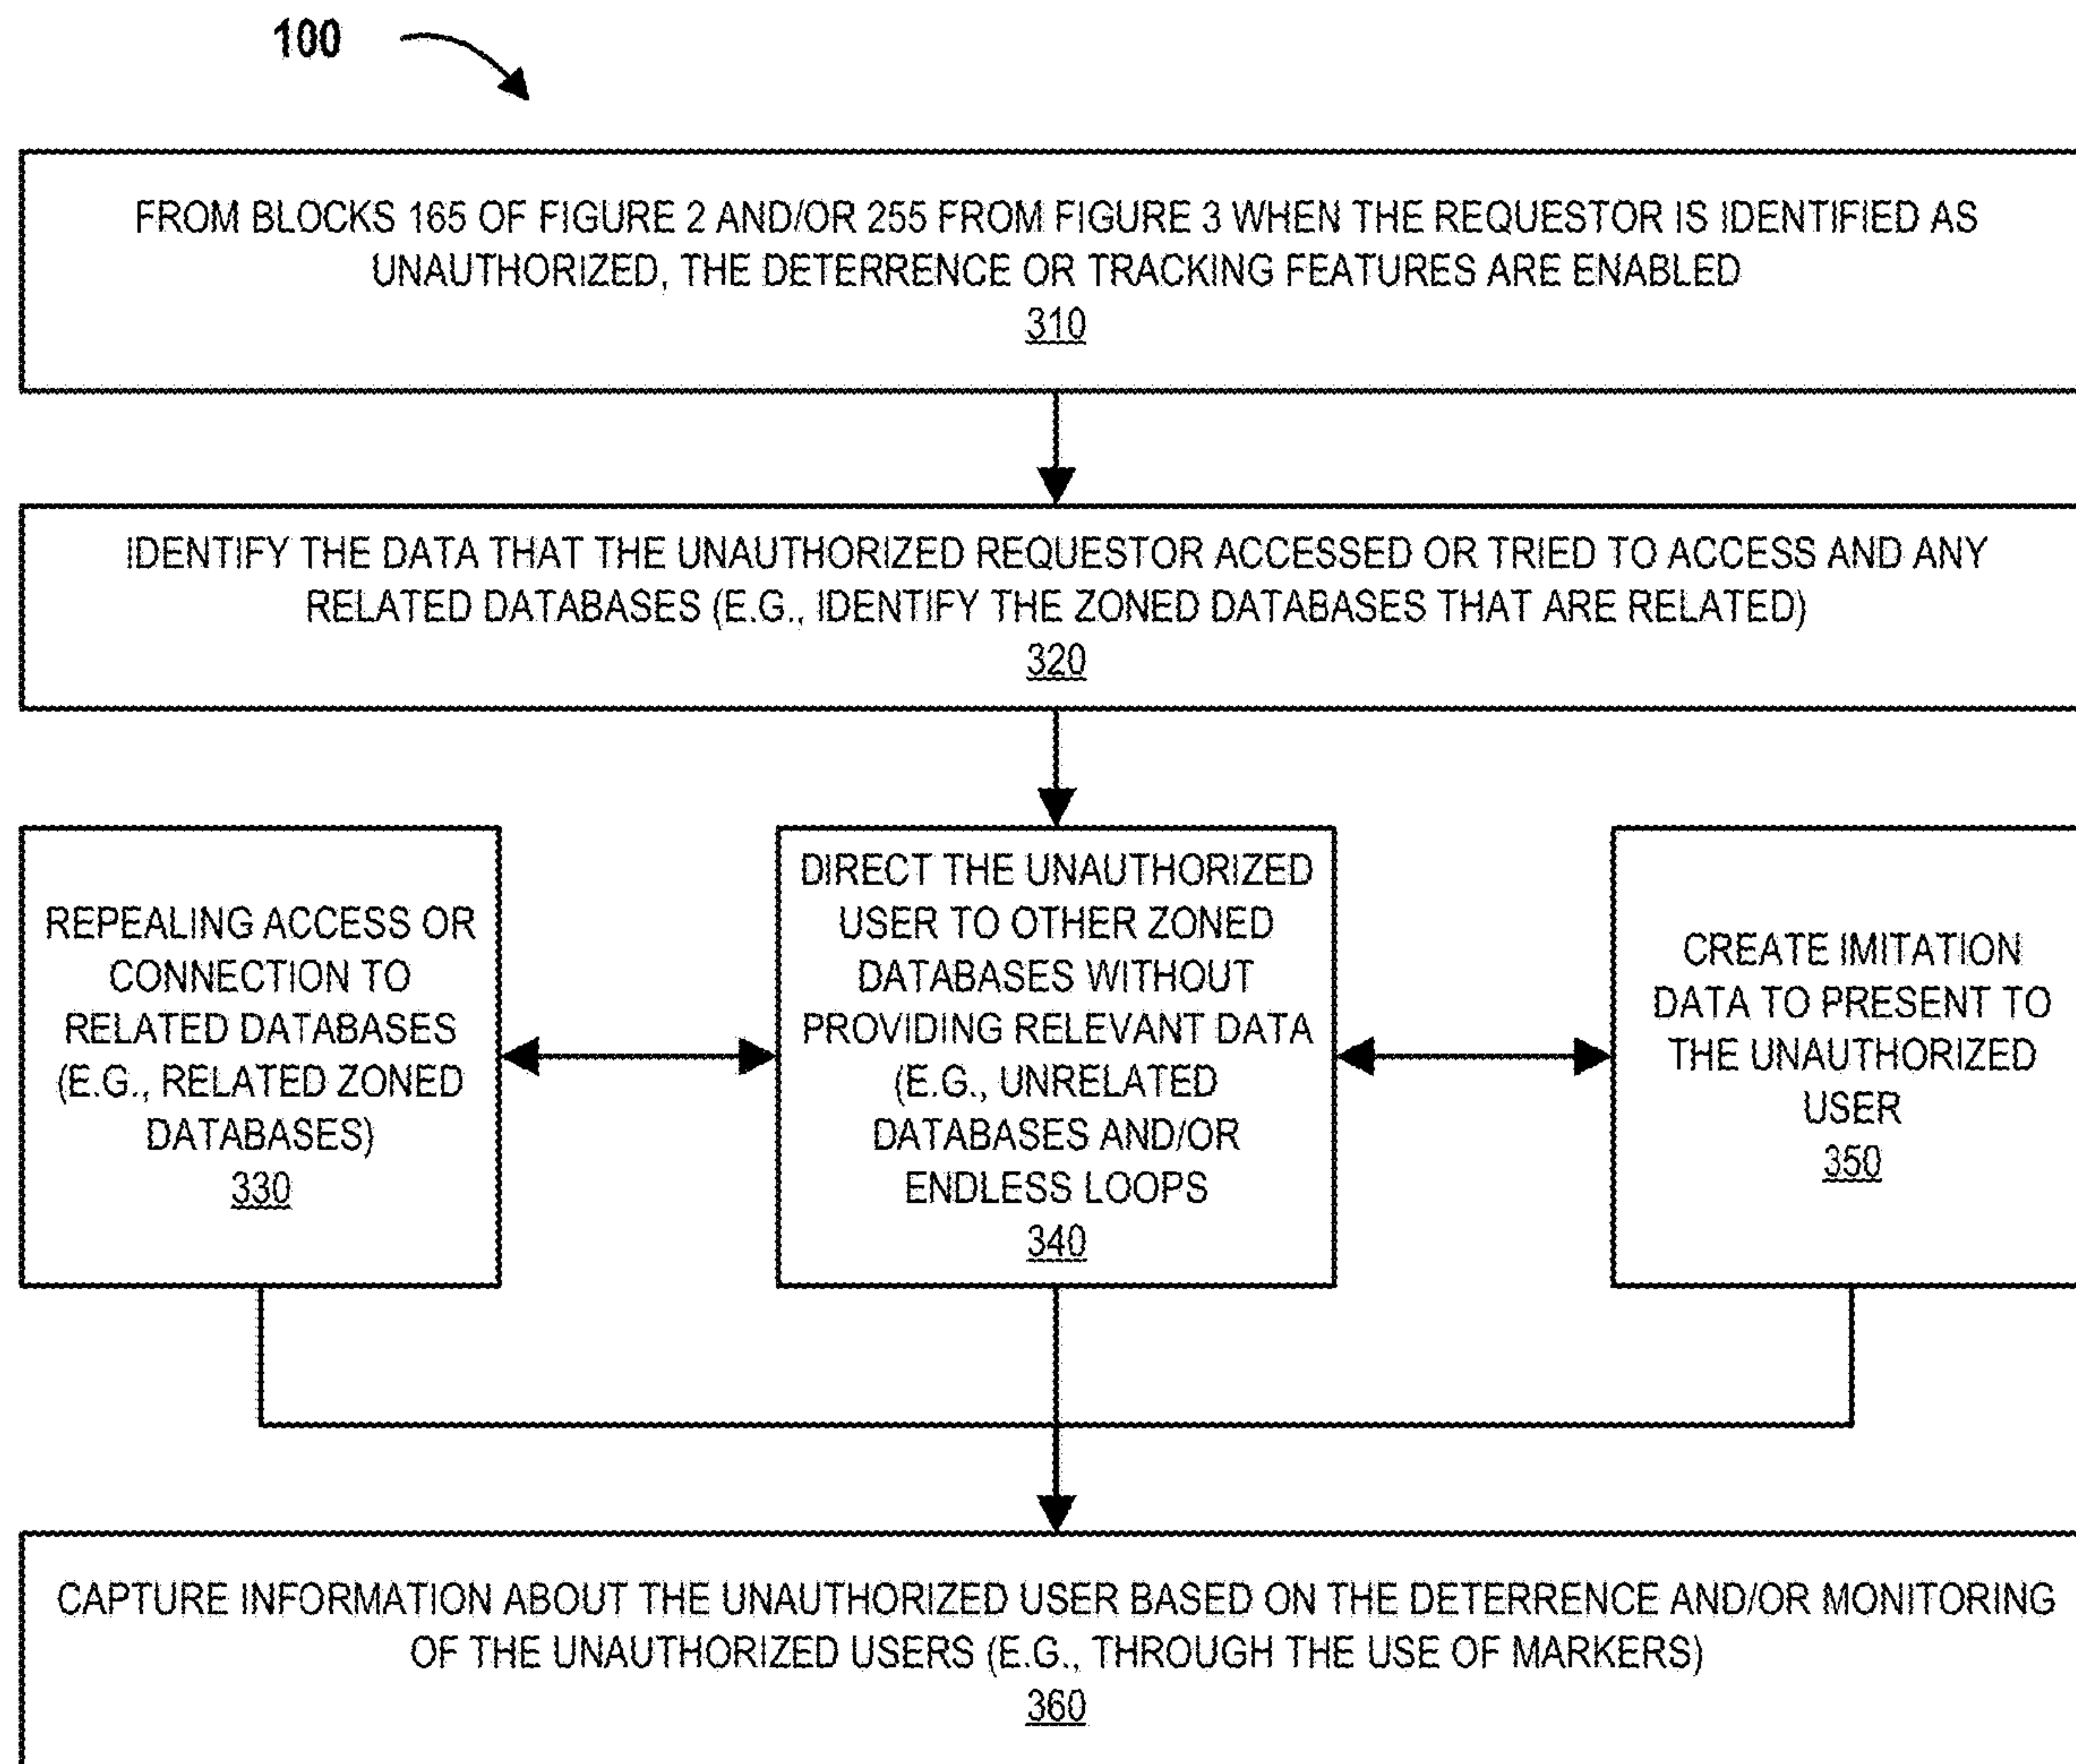 100
FROM BLOCKS 165 OF FIGURE 2 AND/OR 255 FROM FIGURE 3 WHEN THE REQUESTOR IS IDENTIFIED AS
UNAUTHORIZED, THE DETERRENCE OR TRACKING FEATURES ARE ENABLED
310
IDENTIFY THE DATA THAT THE UNAUTHORIZED REQUESTOR ACCESSED OR TRIED TO ACCESS AND ANY
RELATED DATABASES (E.G., IDENTIFY THE ZONED DATABASES THAT ARE RELATED)
320
REPEALING ACCESS OR
CONNECTION TO
RELATED DATABASES
(E.G., RELATED ZONED
DATABASES)
330
DIRECT THE UNAUTHORIZED
USER TO OTHER ZONED
DATABASES WITHOUT
PROVIDING RELEVANT DATA
(E.G., UNRELATED
DATABASES AND/OR
ENDLESS LOOPS
340
CREATE IMITATION
DATA TO PRESENT TO
THE UNAUTHORIZED
USER
350
CAPTURE INFORMATION ABOUT THE UNAUTHORIZED USER BASED ON THE DETERRENCE AND/OR MONITORING
OF THE UNAUTHORIZED USERS (E.G., THROUGH THE USE OF MARKERS)
360